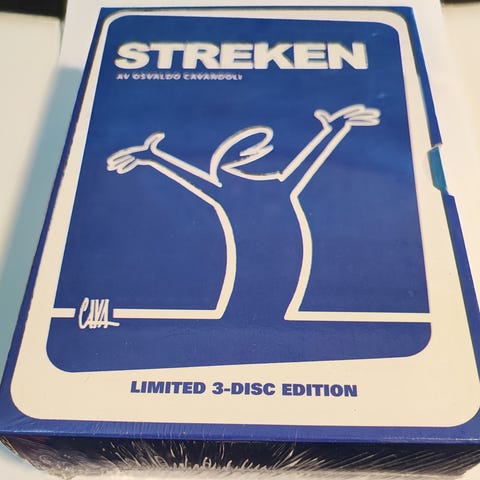 STREKEN
AV OSVALDO CAVANDOLI
CAVA
LIMITED 3-DISC EDITION